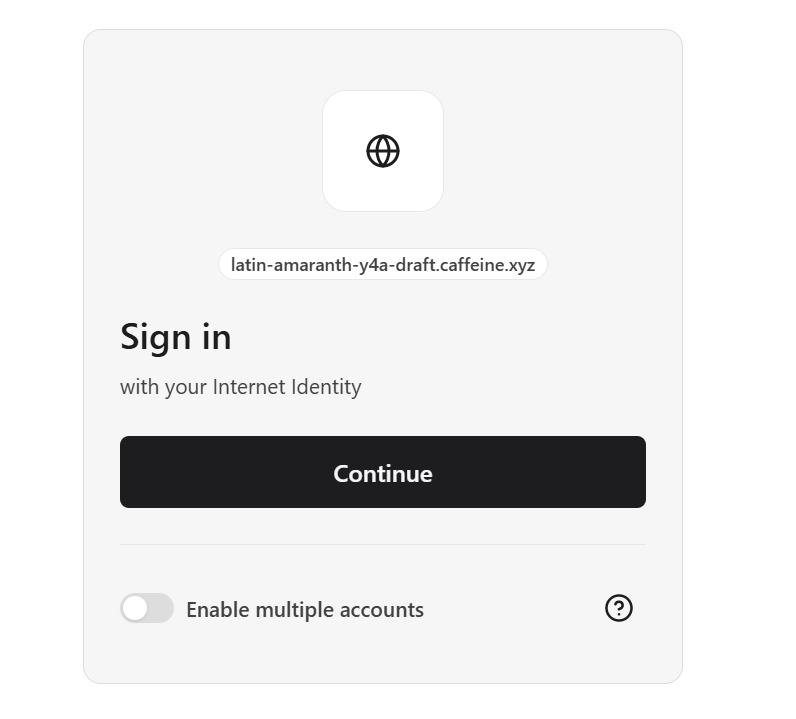 latin-amaranth-y4a-draft.caffeine.xyz
Sign in
with your Internet Identity
Continue
Enable multiple accounts
?